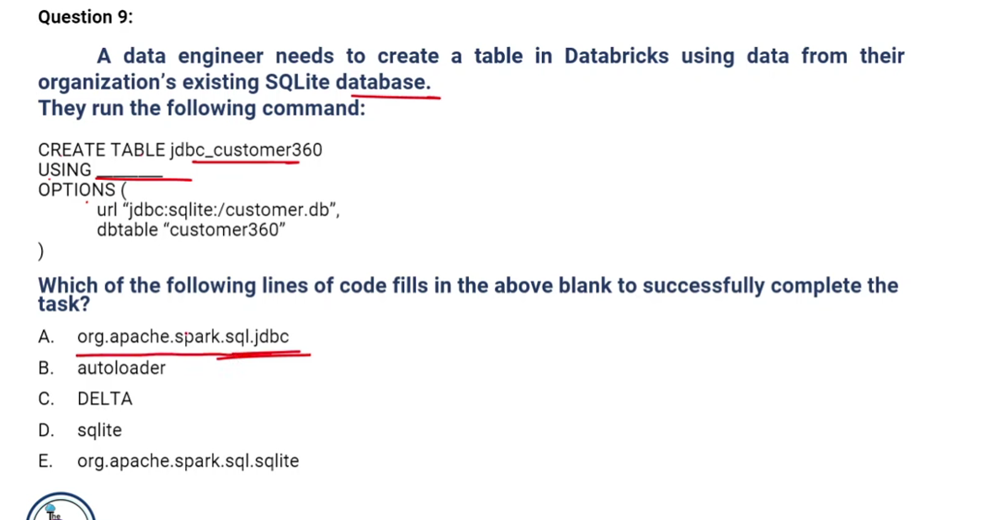 Question 9:
A data engineer needs to create a table in Databricks using data from their
organization’s existing SQLite database.
They run the following command:
CREATE TABLE jdbc_customer360
USING ________
OPTIONS (
url “jdbc:sqlite:/customer.db”,
dbtable “customer360”
)
Which of the following lines of code fills in the above blank to successfully complete the
task?
A. org.apache.spark.sql.jdbc
B. autoloader
C. DELTA
D. sqlite
E. org.apache.spark.sql.sqlite
The